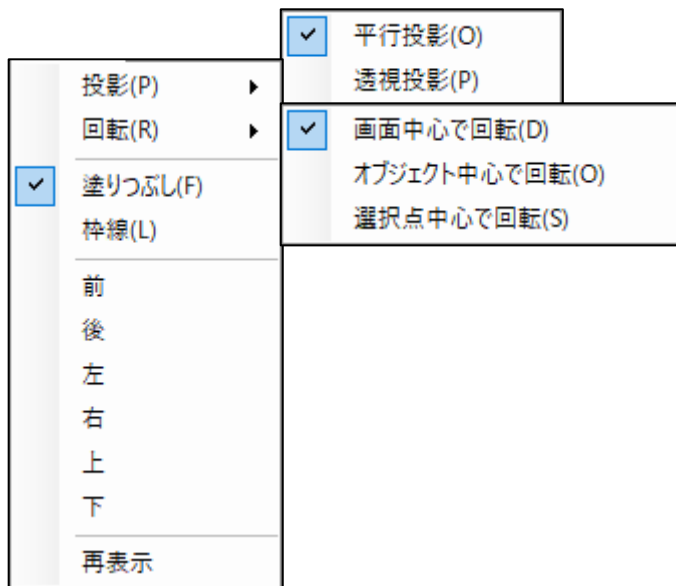 投影(P)
回転(R)
塗りつぶし(F)
枠線(L)
前
後
左
右
上
下
再表示
平行投影(O)
透視投影(P)
画面中心で回転(D)
オブジェクト中心で回転(O)
選択点中心で回転(S)